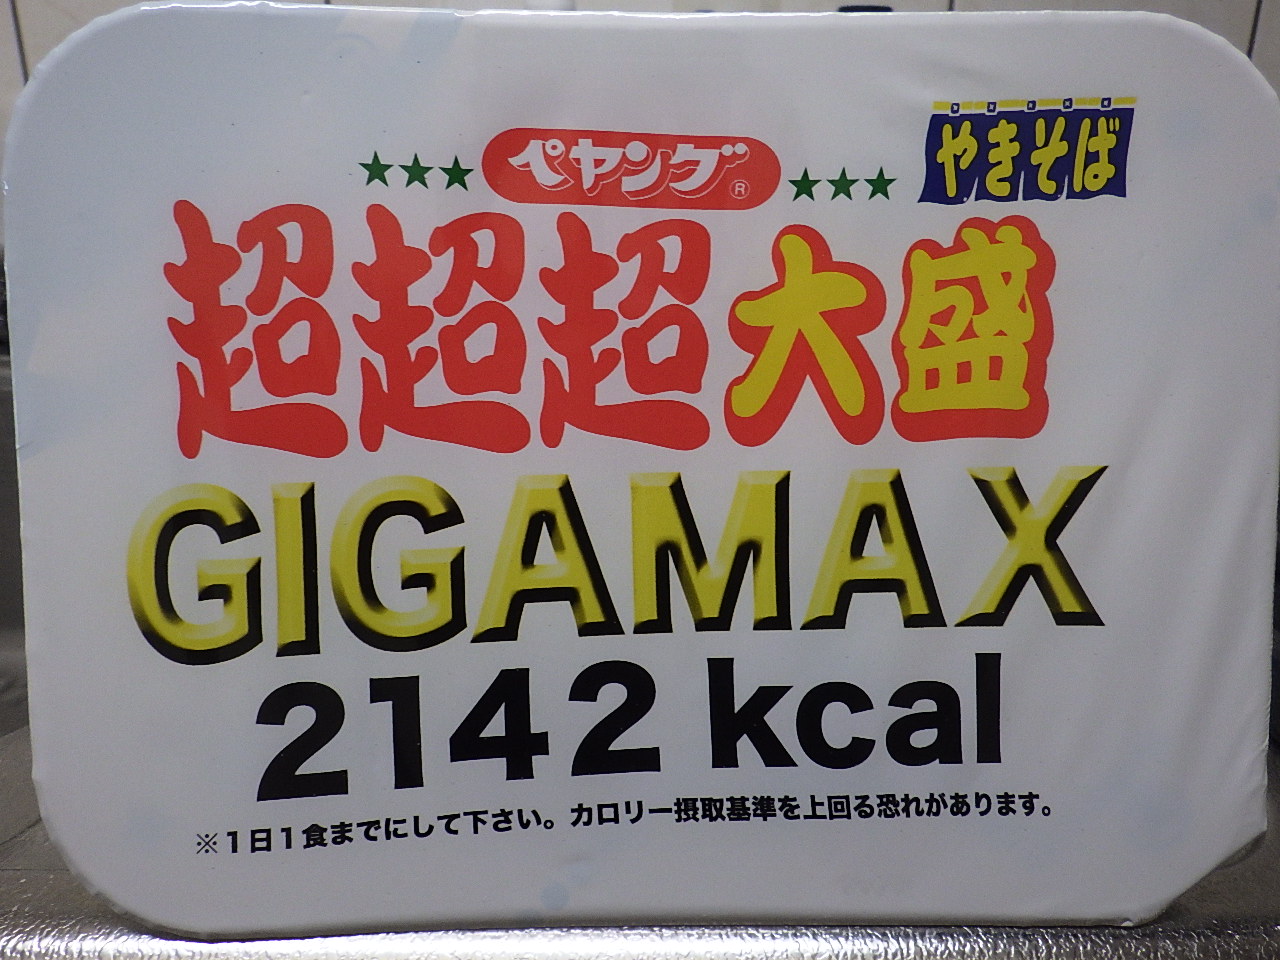 ★★★ペヤング®★★★
やきそば
超超超大盛
GIGAMAX
2142kcal
※1日1食までにして下さい。カロリー摂取基準を上回る恐れがあります。